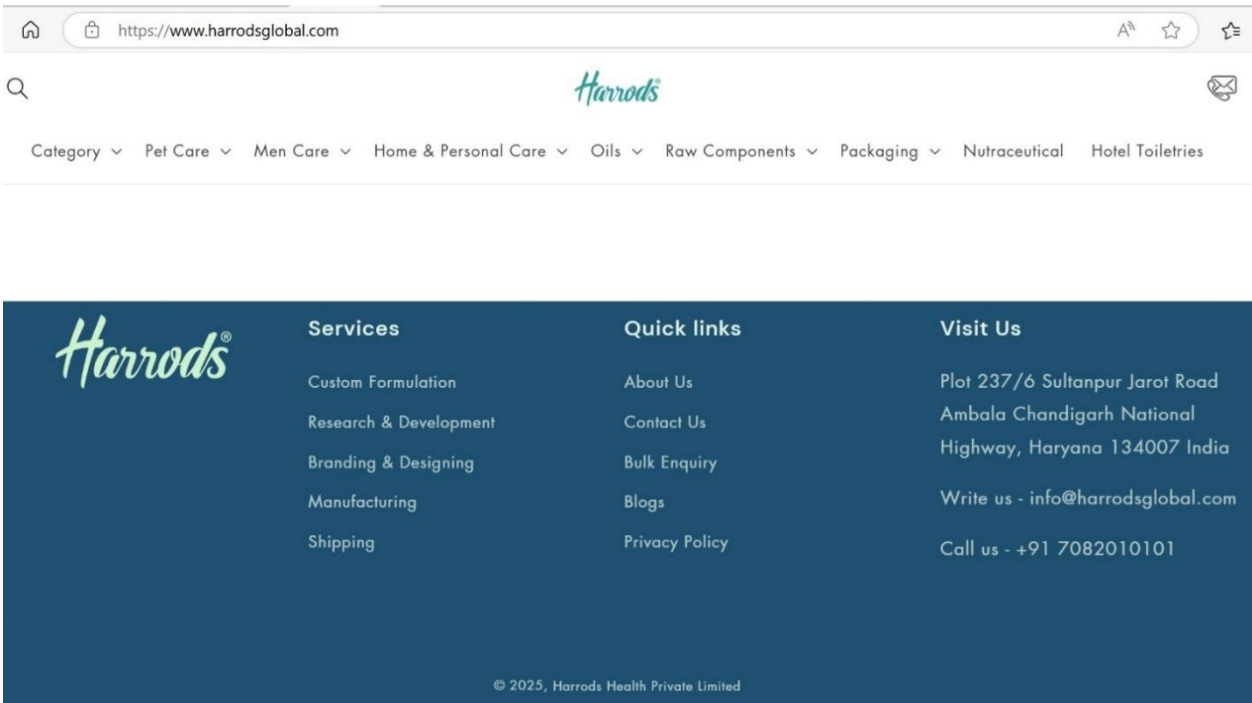 https://www.harrodsglobal.com
Harrods®
Category Pet Care Men Care Home & Personal Care Oils Raw Components Packaging Nutraceutical Hotel Toiletries
Harrods®
Services
Custom Formulation
Research & Development
Branding & Designing
Manufacturing
Shipping
Quick links
About Us
Contact Us
Bulk Enquiry
Blogs
Privacy Policy
Visit Us
Plot 237/6 Sultanpur Jarot Road
Ambala Chandigarh National
Highway, Haryana 134007 India
Write us - info@harrodsglobal.com
Call us - +91 7082010101
© 2025, Harrods Health Private Limited